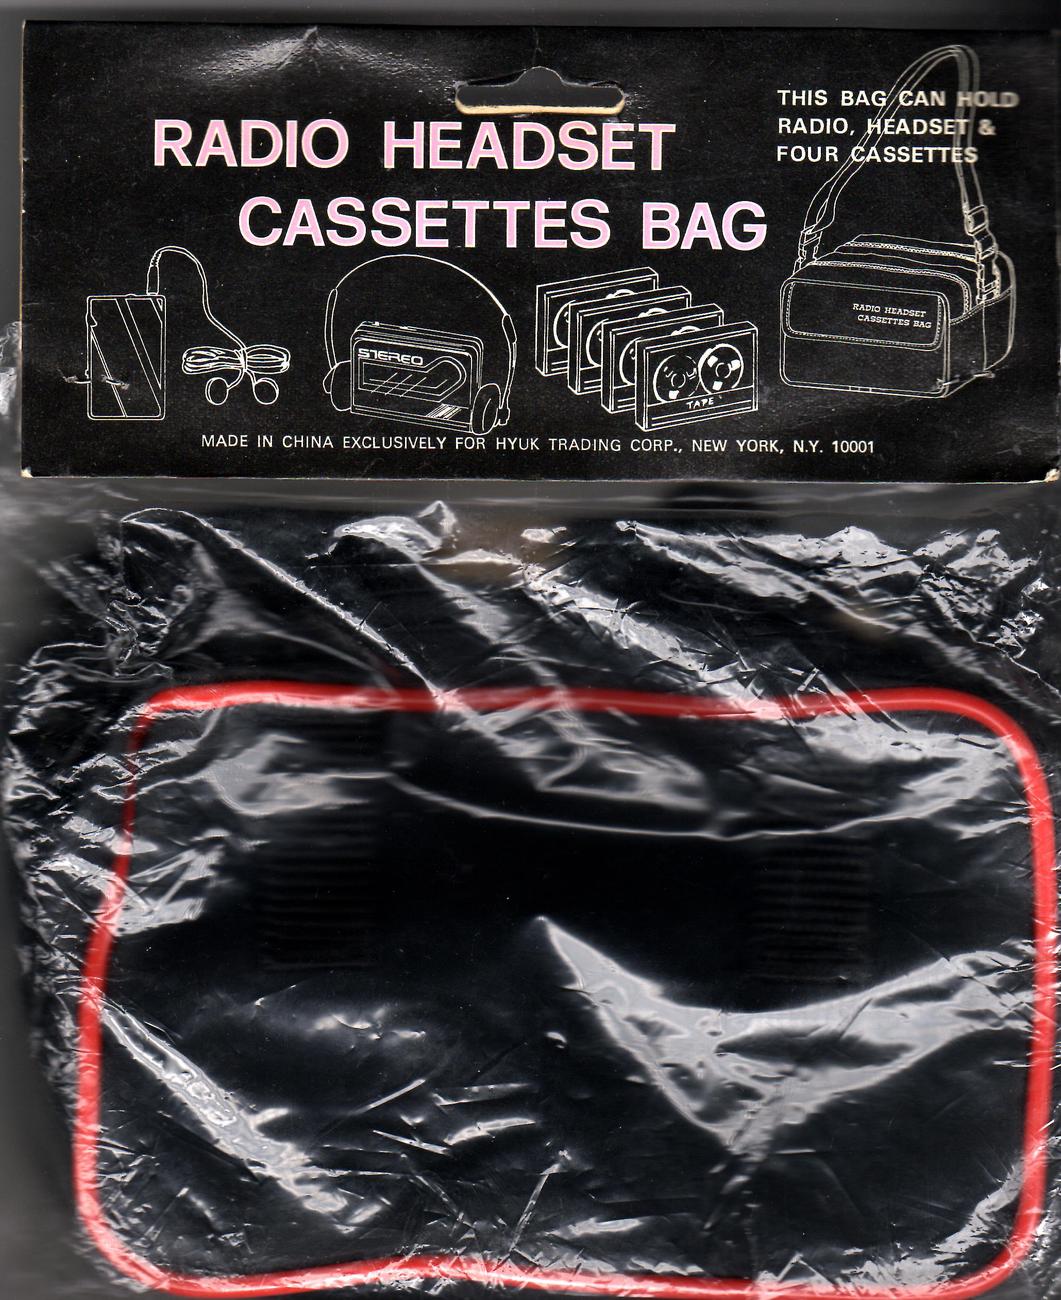 THIS BAG CAN HOLD
RADIO, HEADSET &
FOUR CASSETTES
RADIO HEADSET
CASSETTES BAG
RADIO HEADSET
CASSETTES BAG
STEREO
TAPE
MADE IN CHINA EXCLUSIVELY FOR HYUK TRADING CORP., NEW YORK, N.Y. 10001